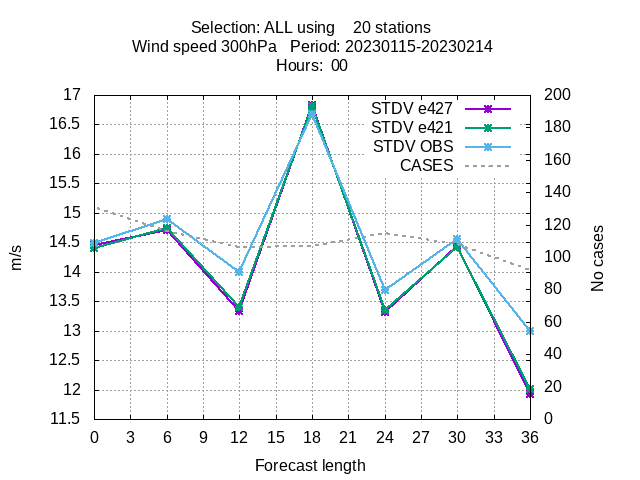 Selection: ALL using    20 stations
Wind speed 300hPa   Period: 20230115-20230214
Hours:  00
STDV e427
STDV e421
STDV OBS
CASES
17
16.5
16
15.5
15
14.5
14
13.5
13
12.5
12
11.5
m/s
200
180
160
140
120
100
80
60
40
20
0
No cases
0 3 6 9 12 15 18 21 24 27 30 33 36
Forecast length